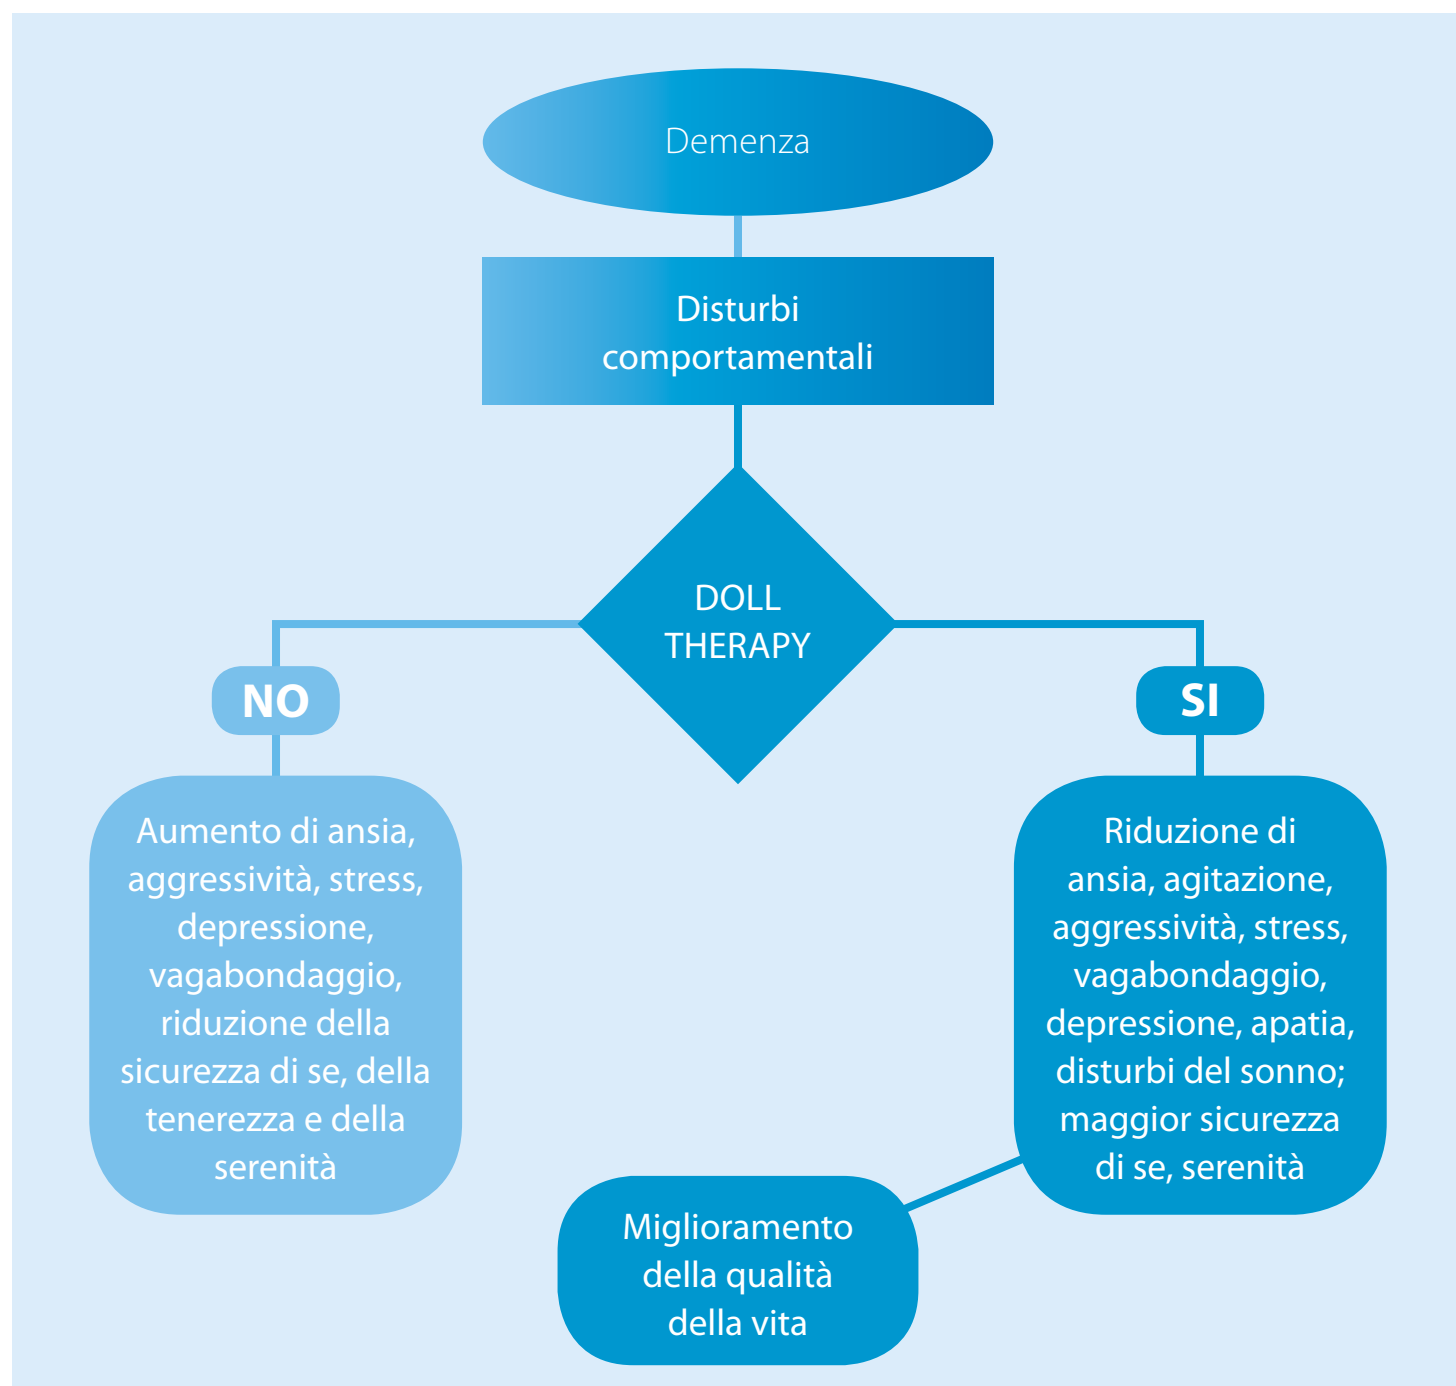 Demenza
Disturbi
comportamentali
DOLL
THERAPY
NO
SI
Aumento di ansia,
aggressività, stress,
depressione,
vagabondaggio,
riduzione della
sicurezza di se, della
tenerezza e della
serenità
Riduzione di
ansia, agitazione,
aggressività, stress,
vagabondaggio,
depressione, apatia,
disturbi del sonno;
maggior sicurezza
di se, serenità
Miglioramento
della qualità
della vita